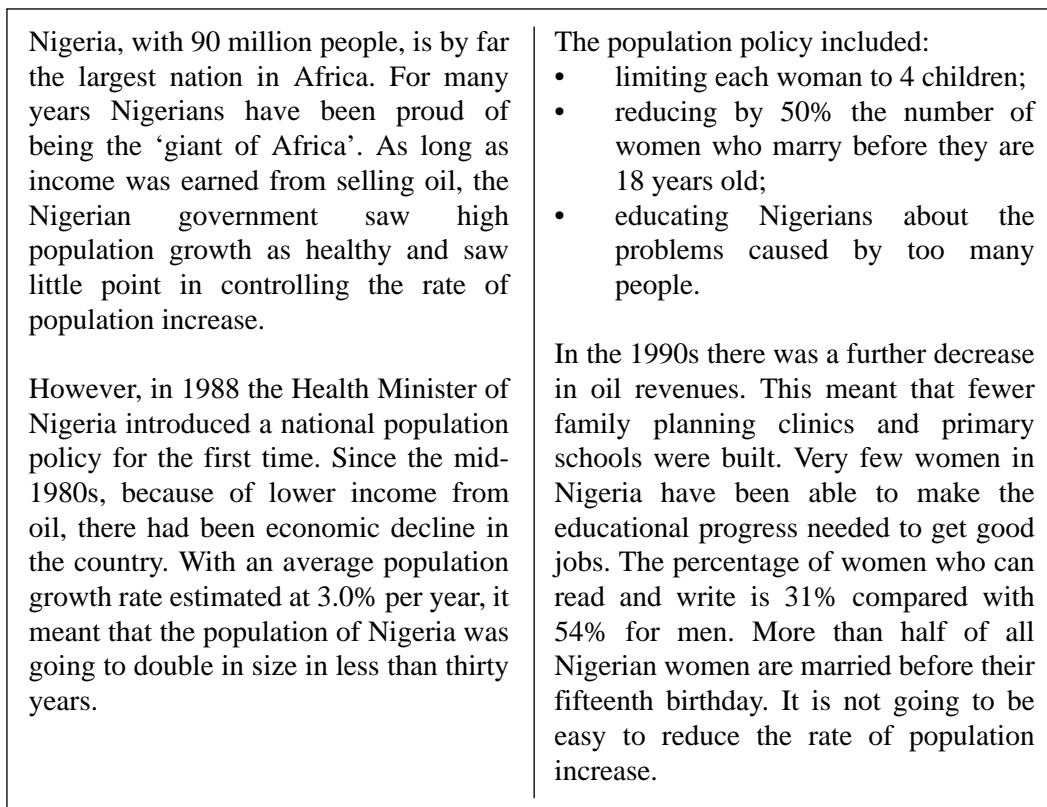 Nigeria, with 90 million people, is by far
the largest nation in Africa. For many
years Nigerians have been proud of
being the ‘giant of Africa’. As long as
income was earned from selling oil, the
Nigerian government saw high
population growth as healthy and saw
little point in controlling the rate of
population increase.
However, in 1988 the Health Minister of
Nigeria introduced a national population
policy for the first time. Since the mid-
1980s, because of lower income from
oil, there had been economic decline in
the country. With an average population
growth rate estimated at 3.0% per year, it
meant that the population of Nigeria was
going to double in size in less than thirty
years.
The population policy included:
• limiting each woman to 4 children;
• reducing by 50% the number of
women who marry before they are
18 years old;
• educating Nigerians about the
problems caused by too many
people.
In the 1990s there was a further decrease
in oil revenues. This meant that fewer
family planning clinics and primary
schools were built. Very few women in
Nigeria have been able to make the
educational progress needed to get good
jobs. The percentage of women who can
read and write is 31% compared with
54% for men. More than half of all
Nigerian women are married before their
fifteenth birthday. It is not going to be
easy to reduce the rate of population
increase.